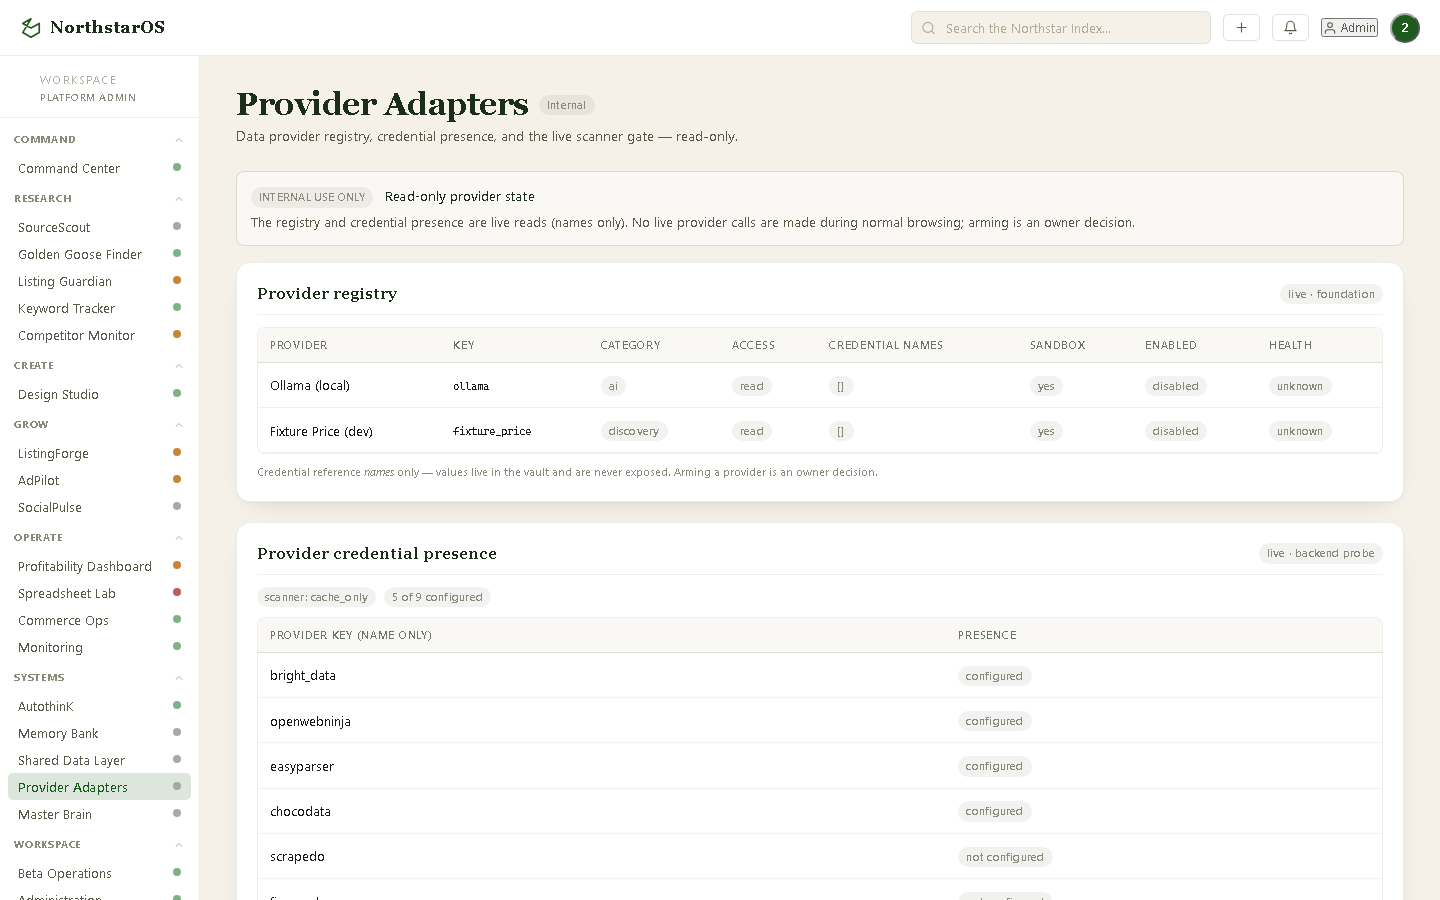 NorthstarOS
Search the Northstar Index...
Admin
2
WORKSPACE
PLATFORM ADMIN
COMMAND
Command Center
RESEARCH
SourceScout
Golden Goose Finder
Listing Guardian
Keyword Tracker
Competitor Monitor
CREATE
Design Studio
GROW
ListingForge
AdPilot
SocialPulse
OPERATE
Profitability Dashboard
Spreadsheet Lab
Commerce Ops
Monitoring
SYSTEMS
AutothinK
Memory Bank
Shared Data Layer
Provider Adapters
Master Brain
WORKSPACE
Beta Operations
Administration
Provider Adapters Internal
Data provider registry, credential presence, and the live scanner gate — read-only.
INTERNAL USE ONLY Read-only provider state
The registry and credential presence are live reads (names only). No live provider calls are made during normal browsing; arming is an owner decision.
Provider registry live · foundation
PROVIDER KEY CATEGORY ACCESS CREDENTIAL NAMES SANDBOX ENABLED HEALTH
Ollama (local) ollama ai read [] yes disabled unknown
Fixture Price (dev) fixture_price discovery read [] yes disabled unknown
Credential reference names only — values live in the vault and are never exposed. Arming a provider is an owner decision.
Provider credential presence live · backend probe
scanner: cache_only 5 of 9 configured
PROVIDER KEY (NAME ONLY) PRESENCE
bright_data configured
openwebninja configured
easyparser configured
chocodata configured
scrapedo not configured